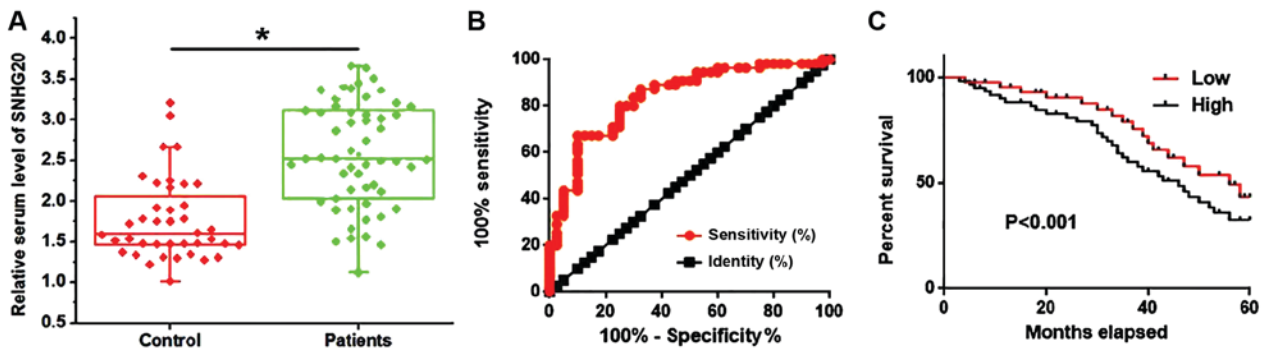 A
Relative serum level of SNHG20
4.0
3.5
3.0
2.5
2.0
1.5
1.0
0.5
*
Control
Patients
B
100% sensitivity
100
80
60
40
20
0
Sensitivity (%)
Identity (%)
0
20
40
60
80
100
100% - Specificity%
C
Percent survival
100
50
0
Low
High
P<0.001
0
20
40
60
Months elapsed